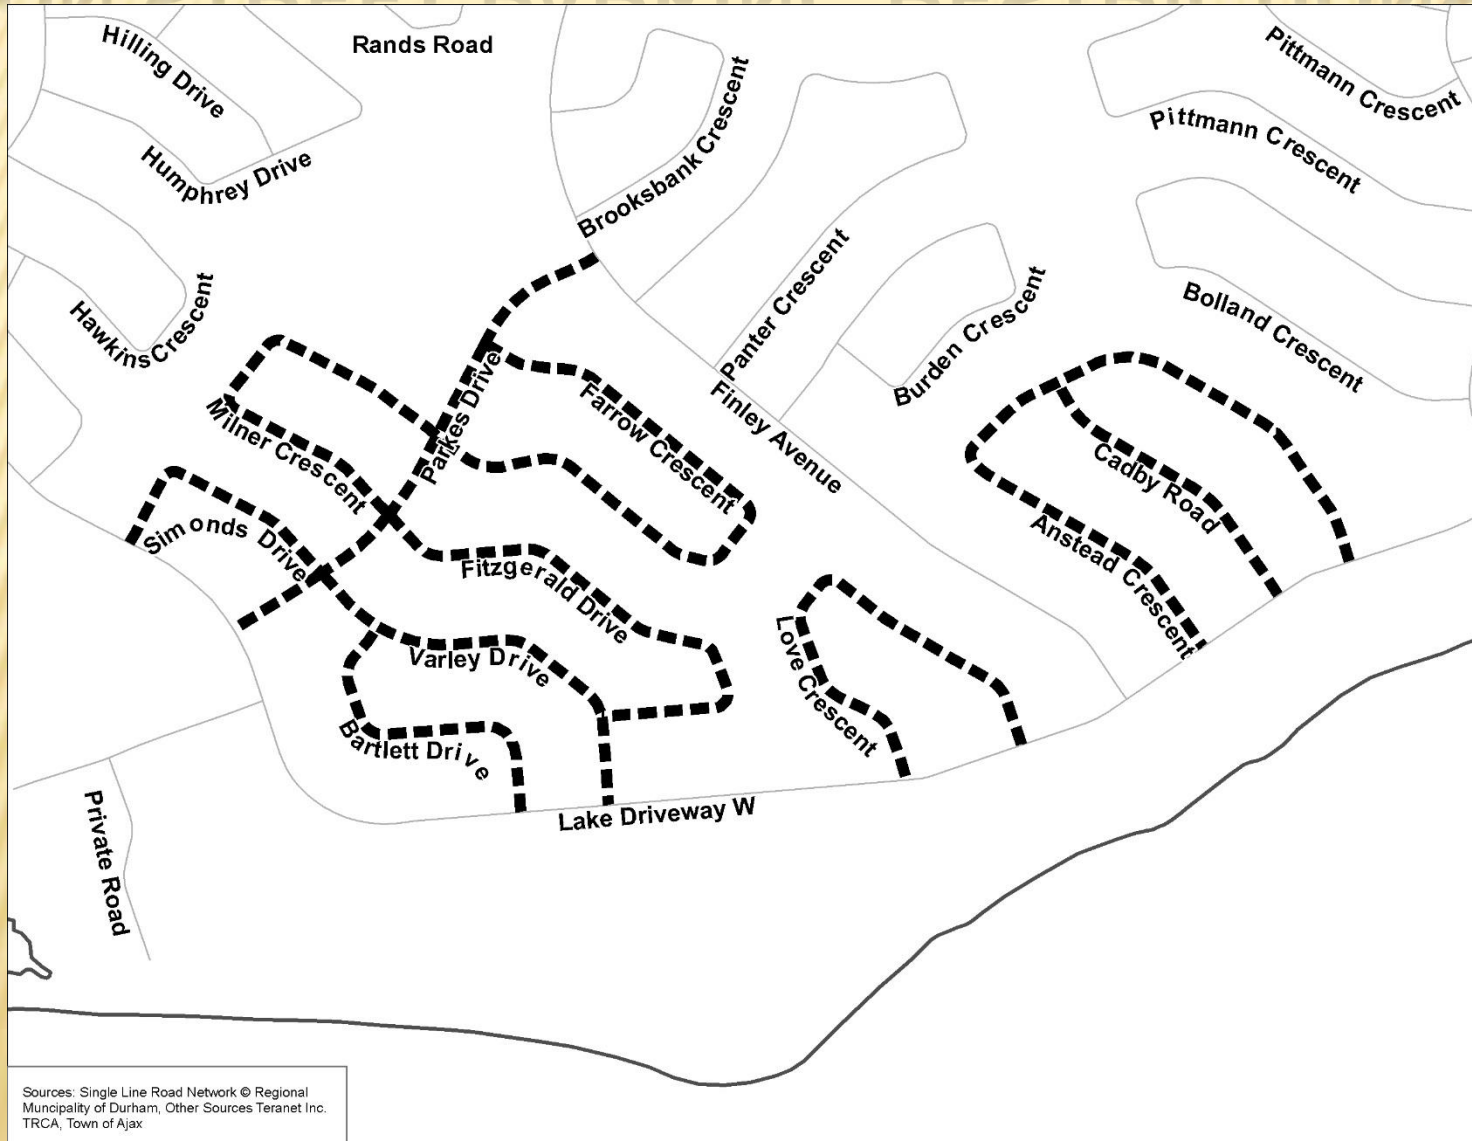 Hilling Drive
Rands Road
Pittmann Crescent
Pittmann Crescent
Humphrey Drive
Brooksbank Crescent
Hawkins Crescent
Panter Crescent
Burden Crescent
Bolland Crescent
Parkes Drive
Farrow Crescent
Finley Avenue
Milner Crescent
Cadby Road
Simonds Drive
Anstead Crescent
Fitzgerald Drive
Love Crescent
Varley Drive
Bartlett Drive
Lake Driveway W
Private Road
Sources: Single Line Road Network © Regional
Muncipality of Durham, Other Sources Teranet Inc.
TRCA, Town of Ajax